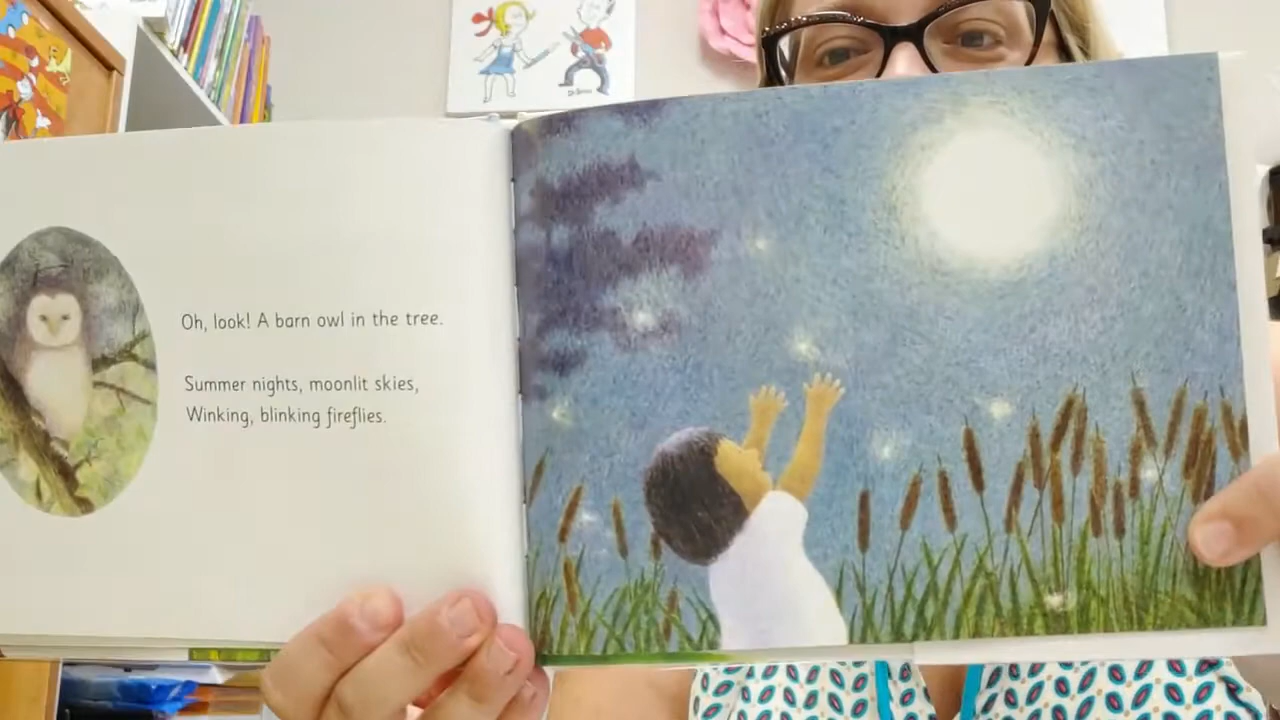 Oh, look! A barn owl in the tree.
Summer nights, moonlit skies,
Winking, blinking fireflies.